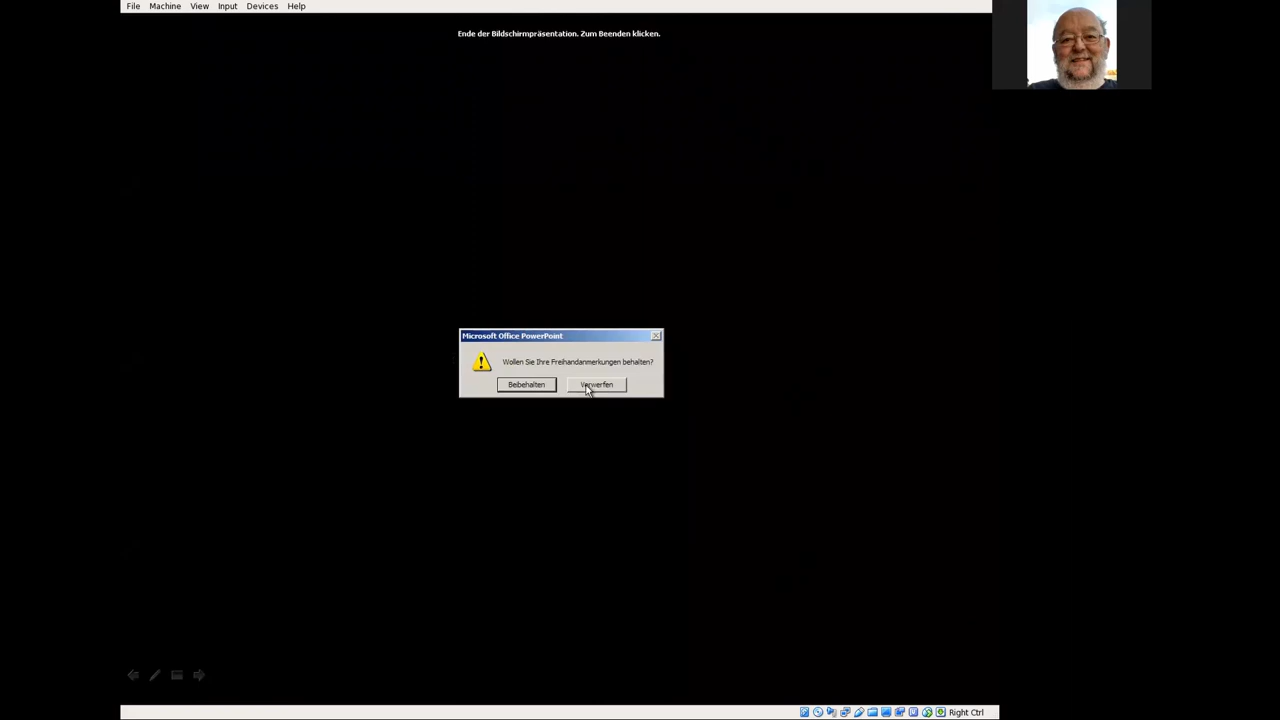 File Machine View Input Devices Help
Ende der Bildschirmpräsentation. Zum Beenden klicken.
Microsoft Office PowerPoint
Wollen Sie Ihre Freihandanmerkungen behalten?
Beibehalten Verwerfen
Right Ctrl